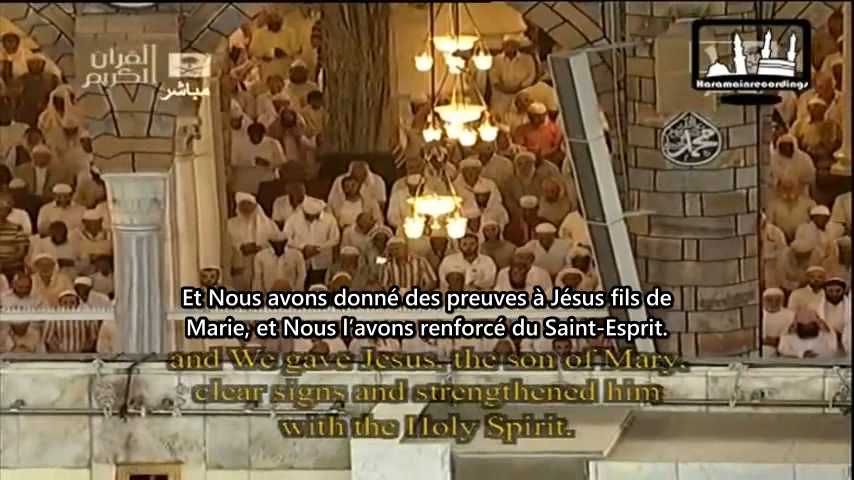 القرآن
الكريم
مباشر
Haramainrecordings
محمد
Et Nous avons donné des preuves à Jésus fils de
Marie, et Nous l’avons renforcé du Saint-Esprit.
and We gave Jesus, the son of Mary,
clear signs and strengthened him
with the Holy Spirit.